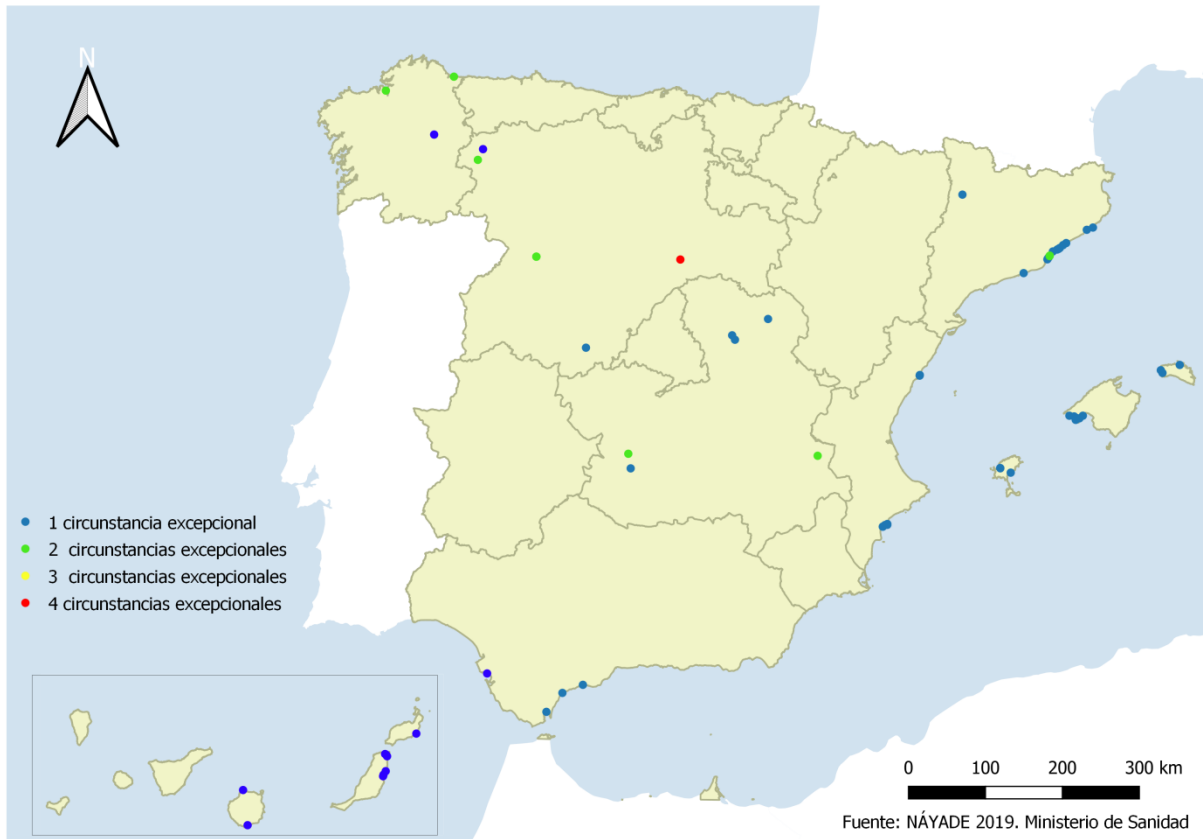 N
1 circunstancia excepcional
2 circunstancias excepcionales
3 circunstancias excepcionales
4 circunstancias excepcionales
0 100 200 300 km
Fuente: NÁYADE 2019. Ministerio de Sanidad